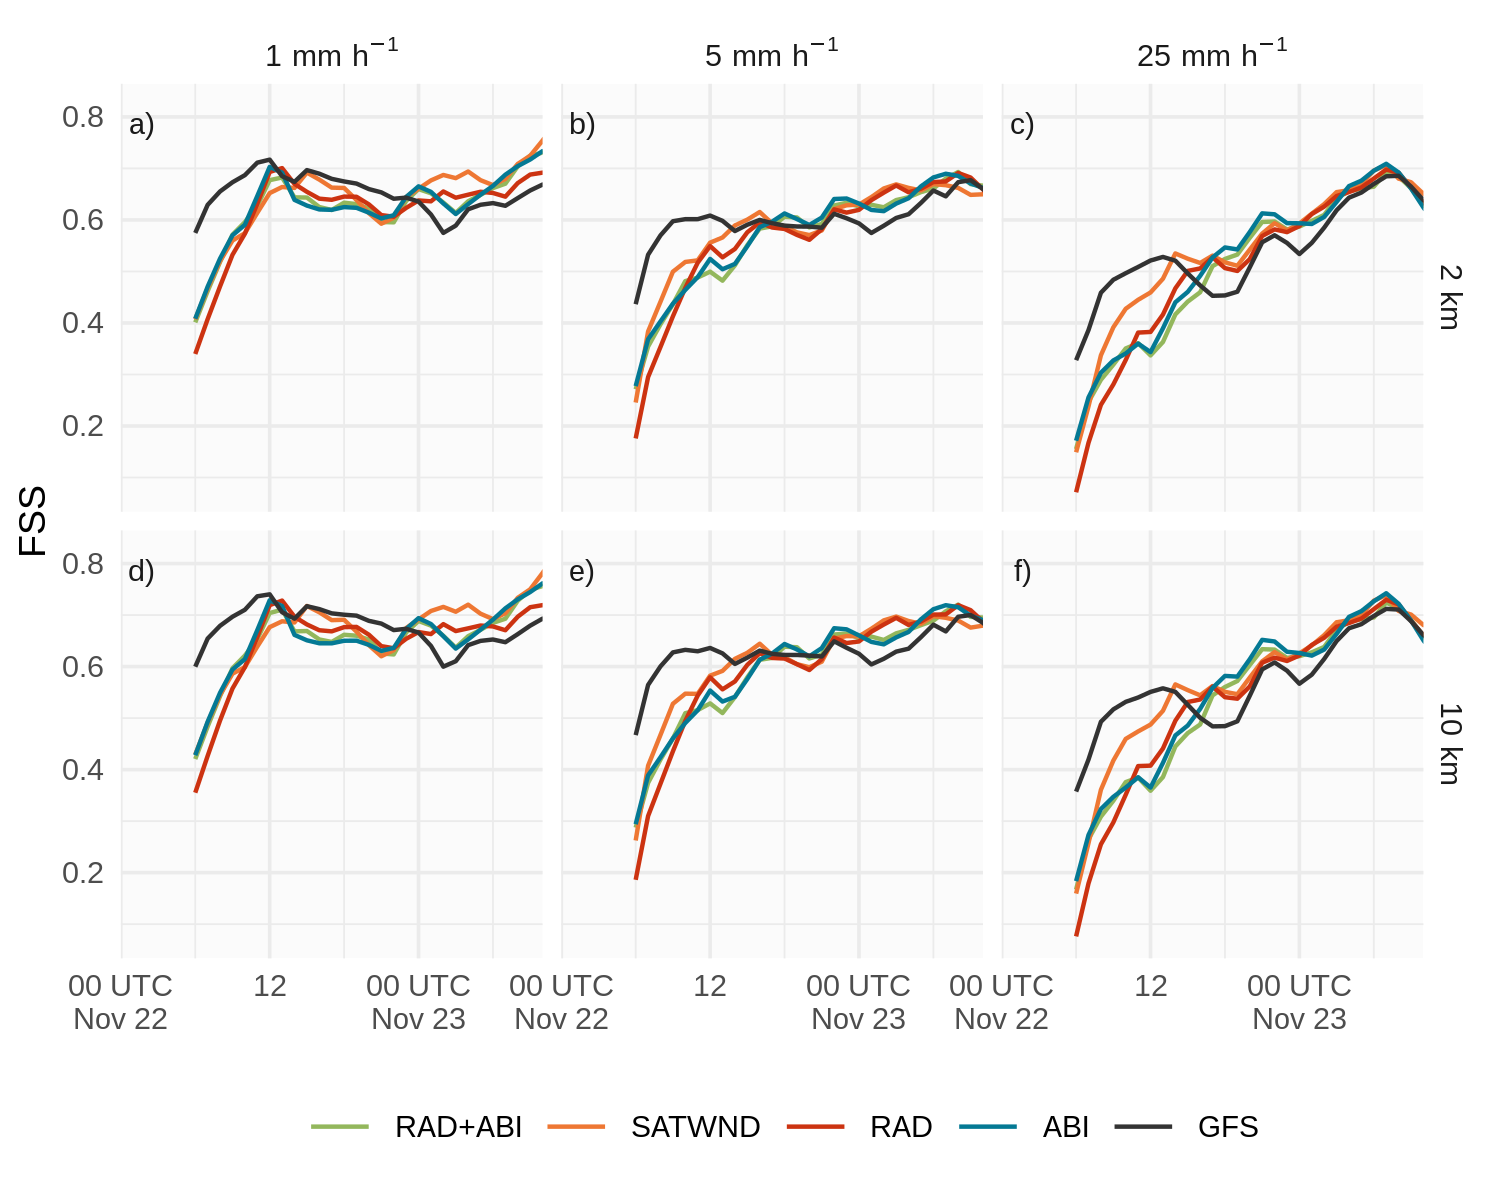 1 mm h⁻¹
5 mm h⁻¹
25 mm h⁻¹
a)
b)
c)
0.8
0.6
0.4
0.2
2 km
FSS
d)
e)
f)
0.8
0.6
0.4
0.2
10 km
00 UTC
Nov 22
12
00 UTC
Nov 23
00 UTC
Nov 22
12
00 UTC
Nov 23
00 UTC
Nov 22
12
00 UTC
Nov 23
RAD+ABI
SATWND
RAD
ABI
GFS